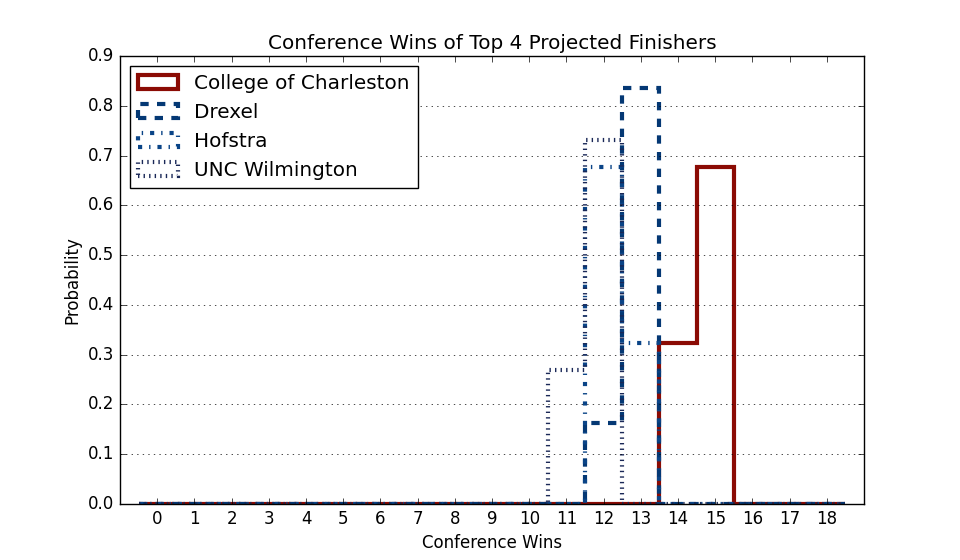 Conference Wins of Top 4 Projected Finishers
0.9
0.8
0.7
0.6
0.5
0.4
0.3
0.2
0.1
0.0
Probability
College of Charleston
Drexel
Hofstra
UNC Wilmington
0 1 2 3 4 5 6 7 8 9 10 11 12 13 14 15 16 17 18
Conference Wins